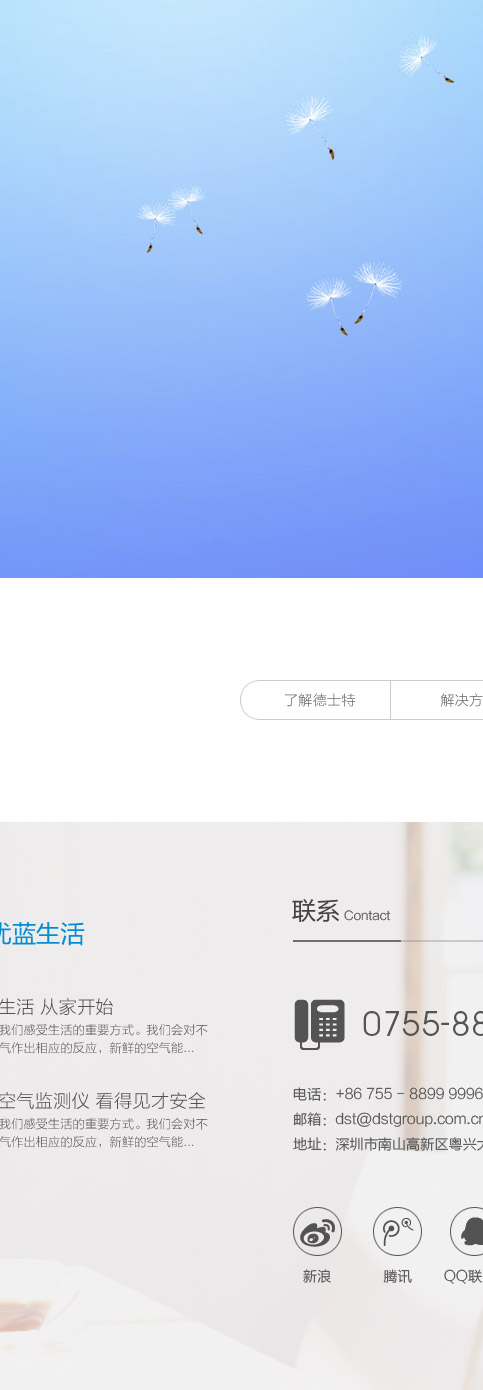 了解德士特
解决方
优蓝生活
生活 从家开始
我们感受生活的重要方式。我们会对不
气作出相应的反应，新鲜的空气能...
空气监测仪 看得见才安全
我们感受生活的重要方式。我们会对不
气作出相应的反应，新鲜的空气能...
联系 Contact
0755-88
电话：+86 755 - 8899 9996
邮箱：dst@dstgroup.com.cn
地址：深圳市南山高新区粤兴
新浪
腾讯
QQ联